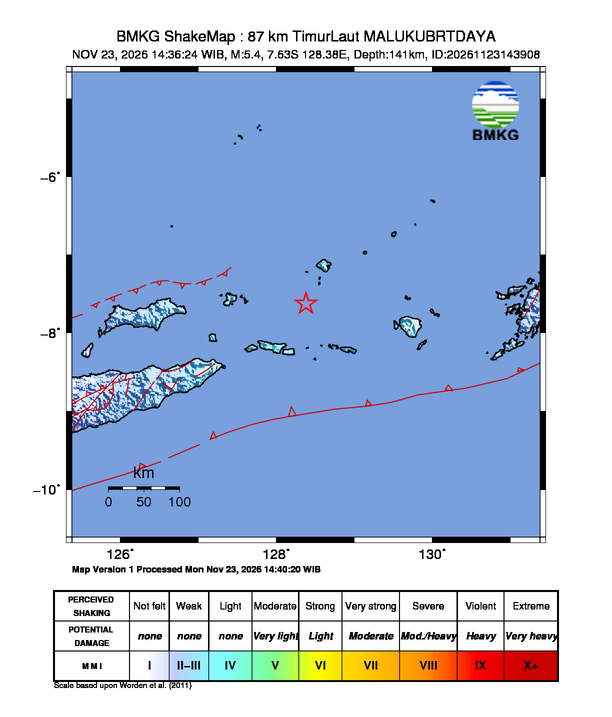 BMKG ShakeMap : 87 km TimurLaut MALUKUBRTDAYA
NOV 23, 2026 14:36:24 WIB, M:5.4, 7.63S 128.38E, Depth:141km, ID:20261123143908
BMKG
−6°
−8°
−10°
km
0 50 100
126° 128° 130°
Map Version 1 Processed Mon Nov 23, 2026 14:40:20 WIB
PERCEIVED SHAKING Not felt Weak Light Moderate Strong Very strong Severe Violent Extreme
POTENTIAL DAMAGE none none none Very light Light Moderate Mod./Heavy Heavy Very heavy
MMI I II–III IV V VI VII VIII IX X+
Scale based upon Worden et al. (2011)